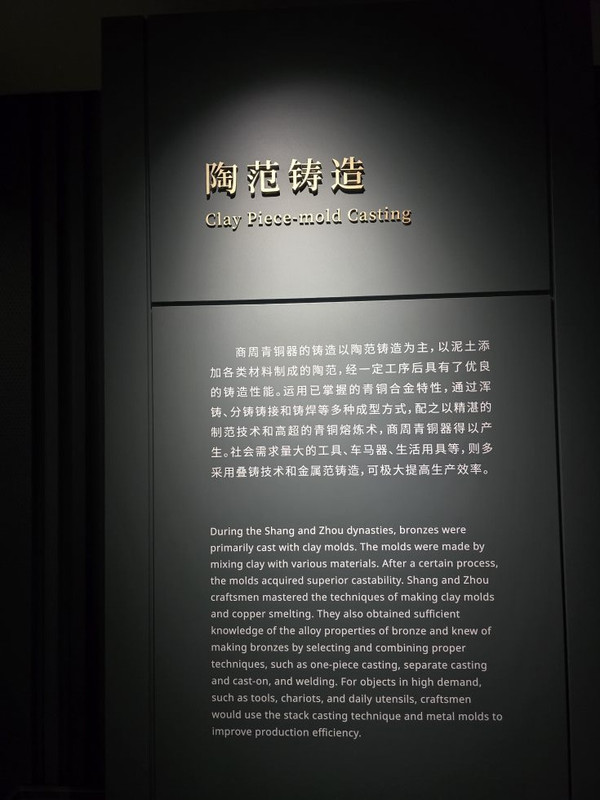 陶范铸造
Clay Piece-mold Casting
商周青铜器的铸造以陶范铸造为主，以泥土添
加各类材料制成的陶范，经一定工序后具有了优良
的铸造性能。运用已掌握的青铜合金特性，通过浑
铸、分铸铸接和铸焊等多种成型方式，配之以精湛的
制范技术和高超的青铜熔炼术，商周青铜器得以产
生。社会需求量大的工具、车马器、生活用具等，则多
采用叠铸技术和金属范铸造，可极大提高生产效率。
During the Shang and Zhou dynasties, bronzes were
primarily cast with clay molds. The molds were made by
mixing clay with various materials. After a certain process,
the molds acquired superior castability. Shang and Zhou
craftsmen mastered the techniques of making clay molds
and copper smelting. They also obtained sufficient
knowledge of the alloy properties of bronze and knew of
making bronzes by selecting and combining proper
techniques, such as one-piece casting, separate casting
and cast-on, and welding. For objects in high demand,
such as tools, chariots, and daily utensils, craftsmen
would use the stack casting technique and metal molds to
improve production efficiency.